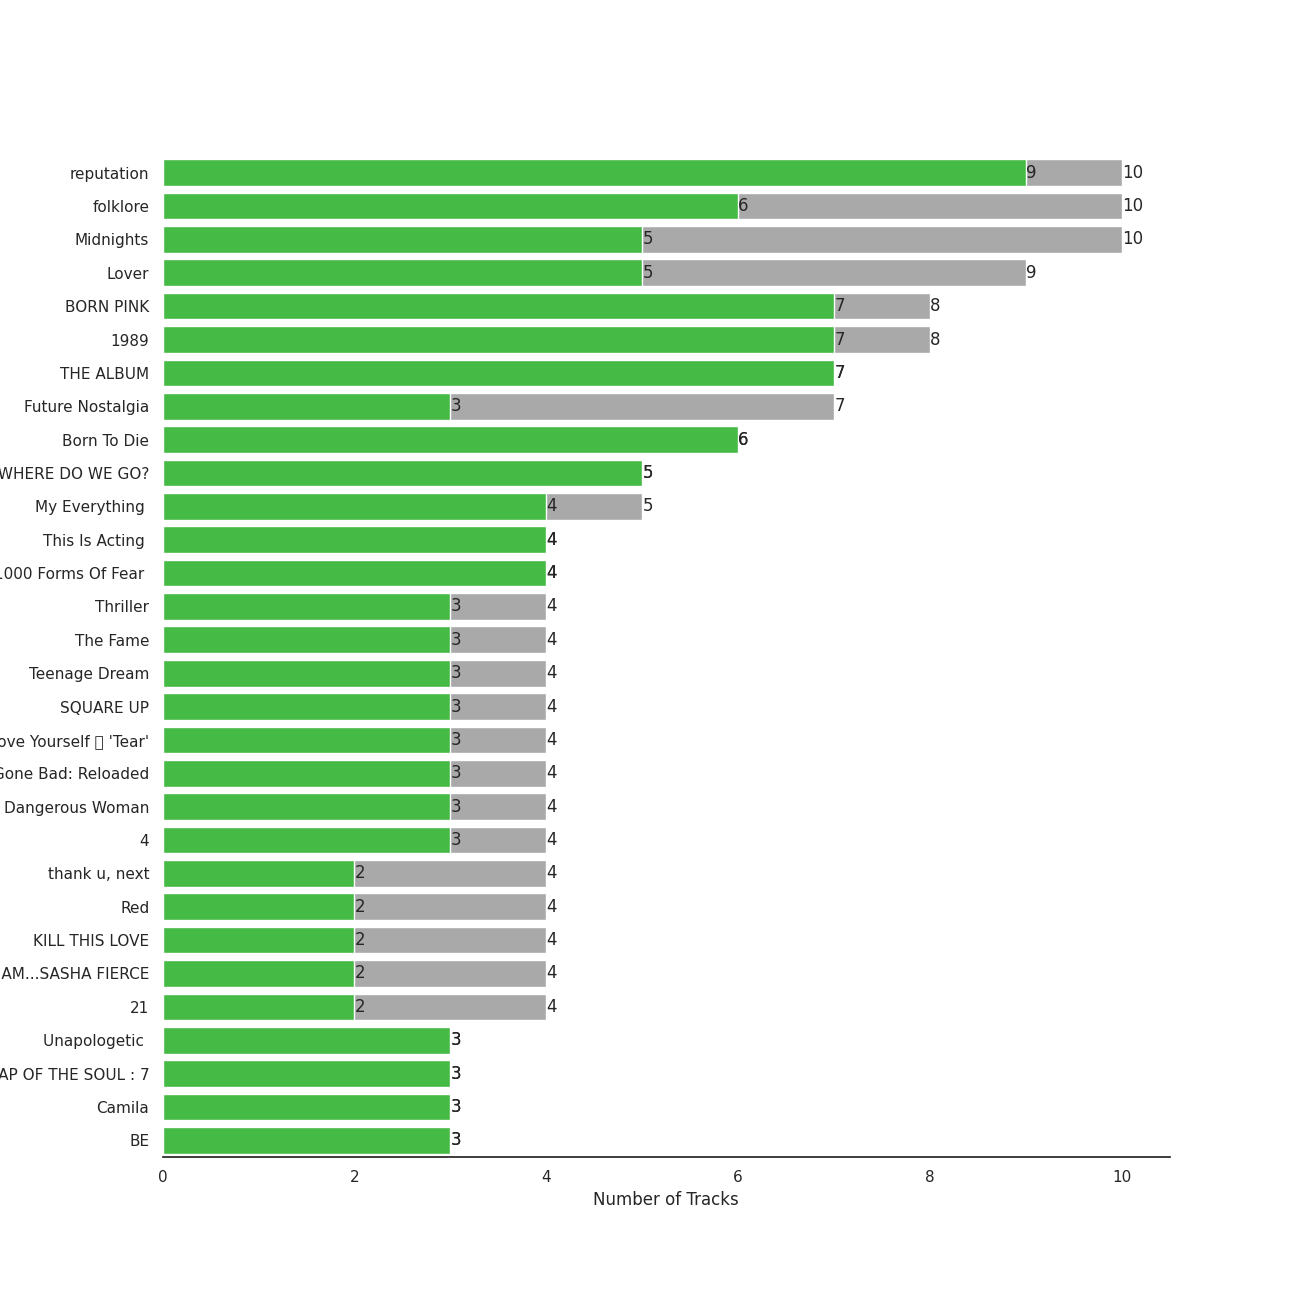 reputation 9 10
folklore 6 10
Midnights 5 10
Lover 5 9
BORN PINK 7 8
1989 7 8
THE ALBUM 7
Future Nostalgia 3 7
Born To Die 6
WHERE DO WE GO? 5
My Everything 4 5
This Is Acting 4
1000 Forms Of Fear 4
Thriller 3 4
The Fame 3 4
Teenage Dream 3 4
SQUARE UP 3 4
ove Yourself 'Tear' 3 4
Gone Bad: Reloaded 3 4
Dangerous Woman 3 4
4 3 4
thank u, next 2 4
Red 2 4
KILL THIS LOVE 2 4
AM...SASHA FIERCE 2 4
21 2 4
Unapologetic 3
AP OF THE SOUL : 7 3
Camila 3
BE 3
0 2 4 6 8 10
Number of Tracks